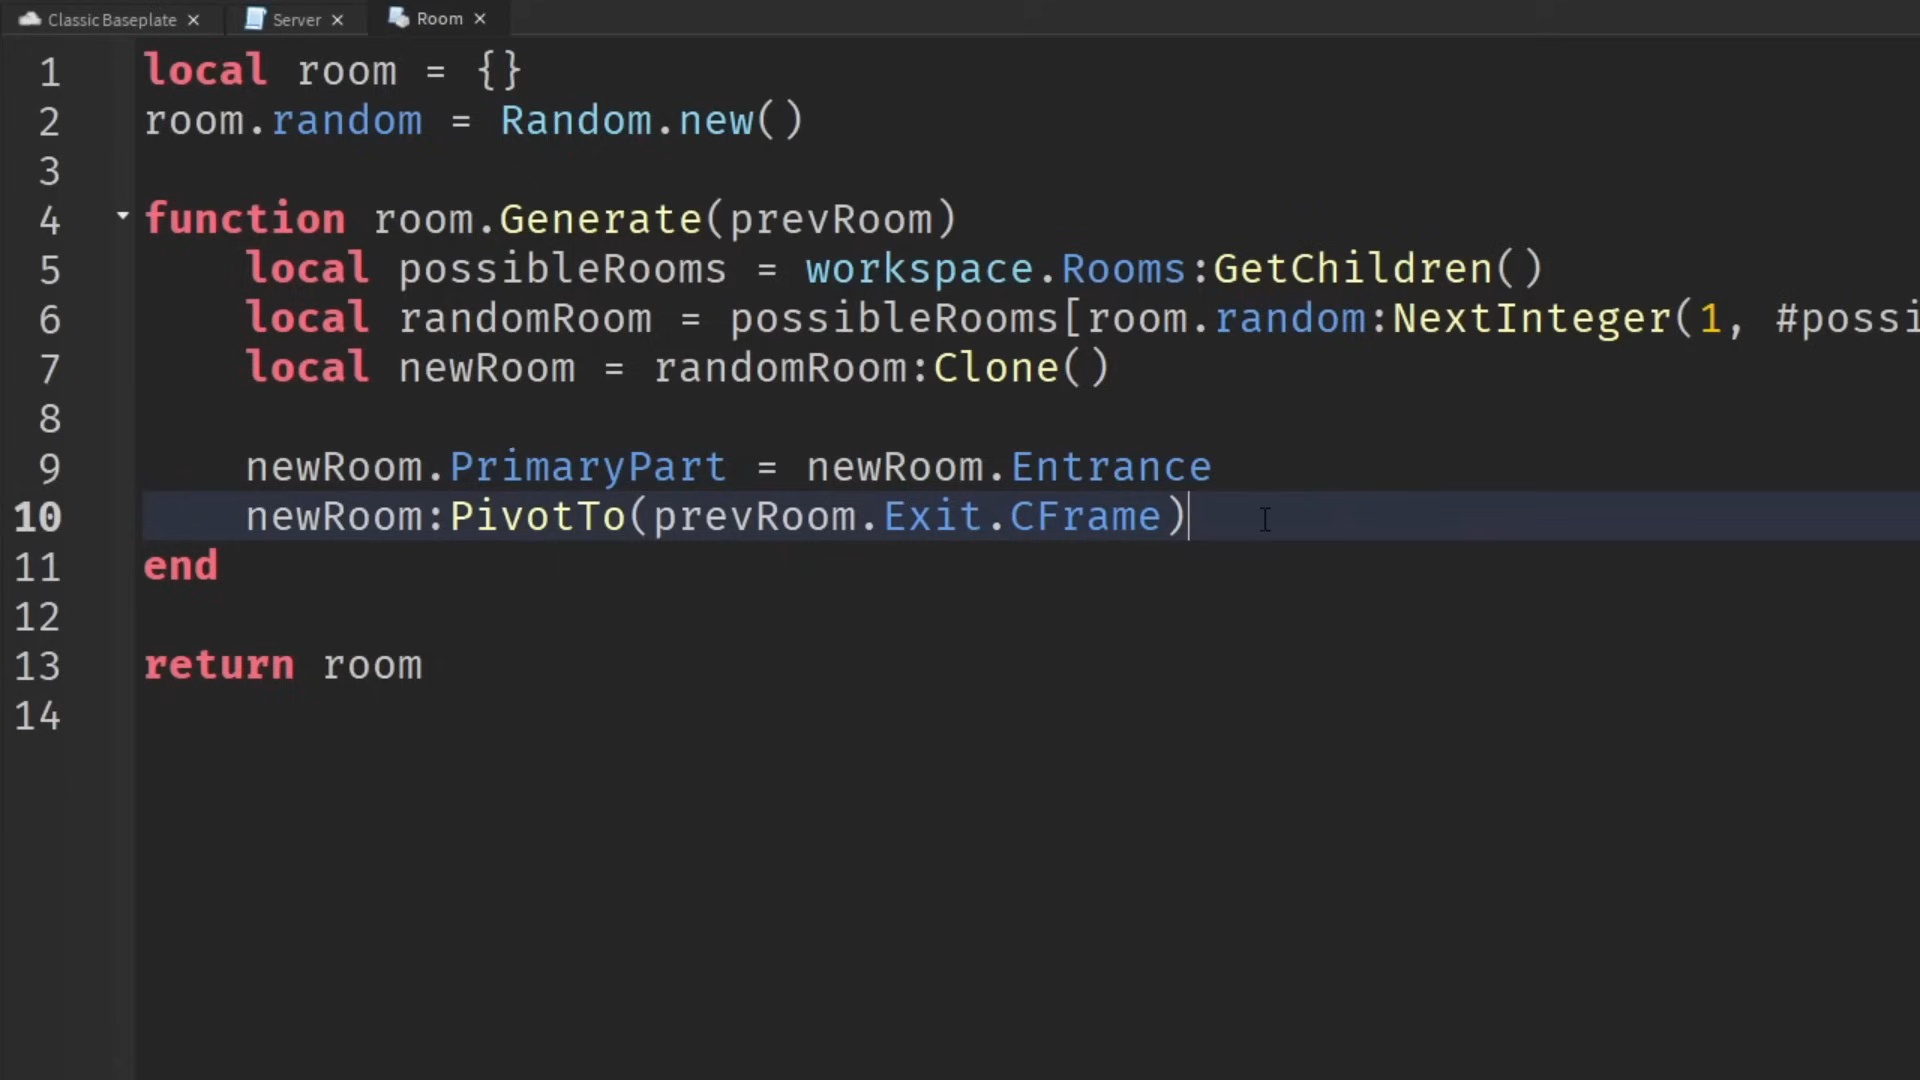 Classic Baseplate × Server × Room ×
1 local room = {}
2 room.random = Random.new()
3
4 function room.Generate(prevRoom)
5     local possibleRooms = workspace.Rooms:GetChildren()
6     local randomRoom = possibleRooms[room.random:NextInteger(1, #possi
7     local newRoom = randomRoom:Clone()
8
9     newRoom.PrimaryPart = newRoom.Entrance
10     newRoom:PivotTo(prevRoom.Exit.CFrame)
11 end
12
13 return room
14